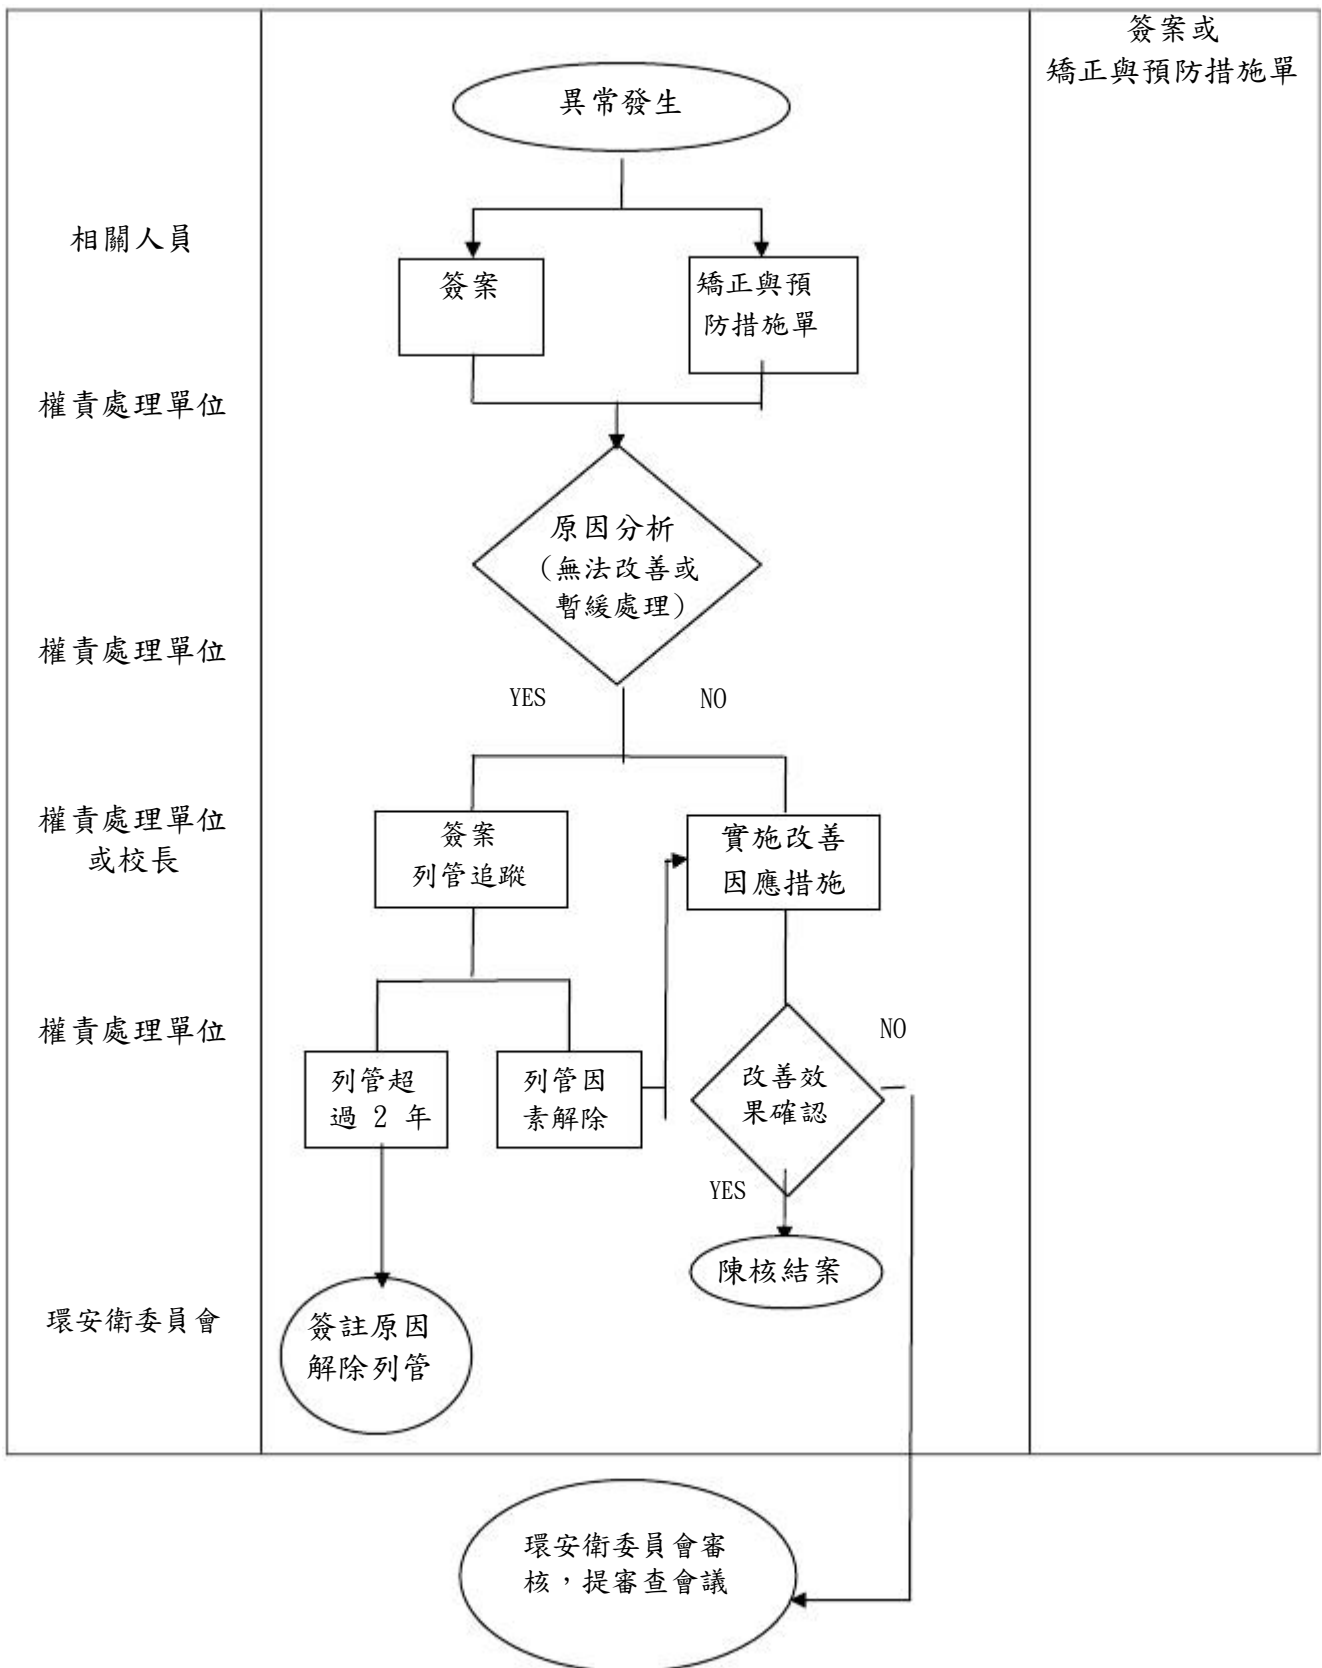 簽案或
矯正與預防措施單
異常發生
相關人員
簽案
矯正與預
防措施單
權責處理單位
原因分析
（無法改善或
暫緩處理）
權責處理單位
YES
NO
權責處理單位
或校長
簽案
列管追蹤
實施改善
因應措施
權責處理單位
NO
列管超
過 2 年
列管因
素解除
改善效
果確認
YES
陳核結案
環安衛委員會
簽註原因
解除列管
環安衛委員會審
核，提審查會議